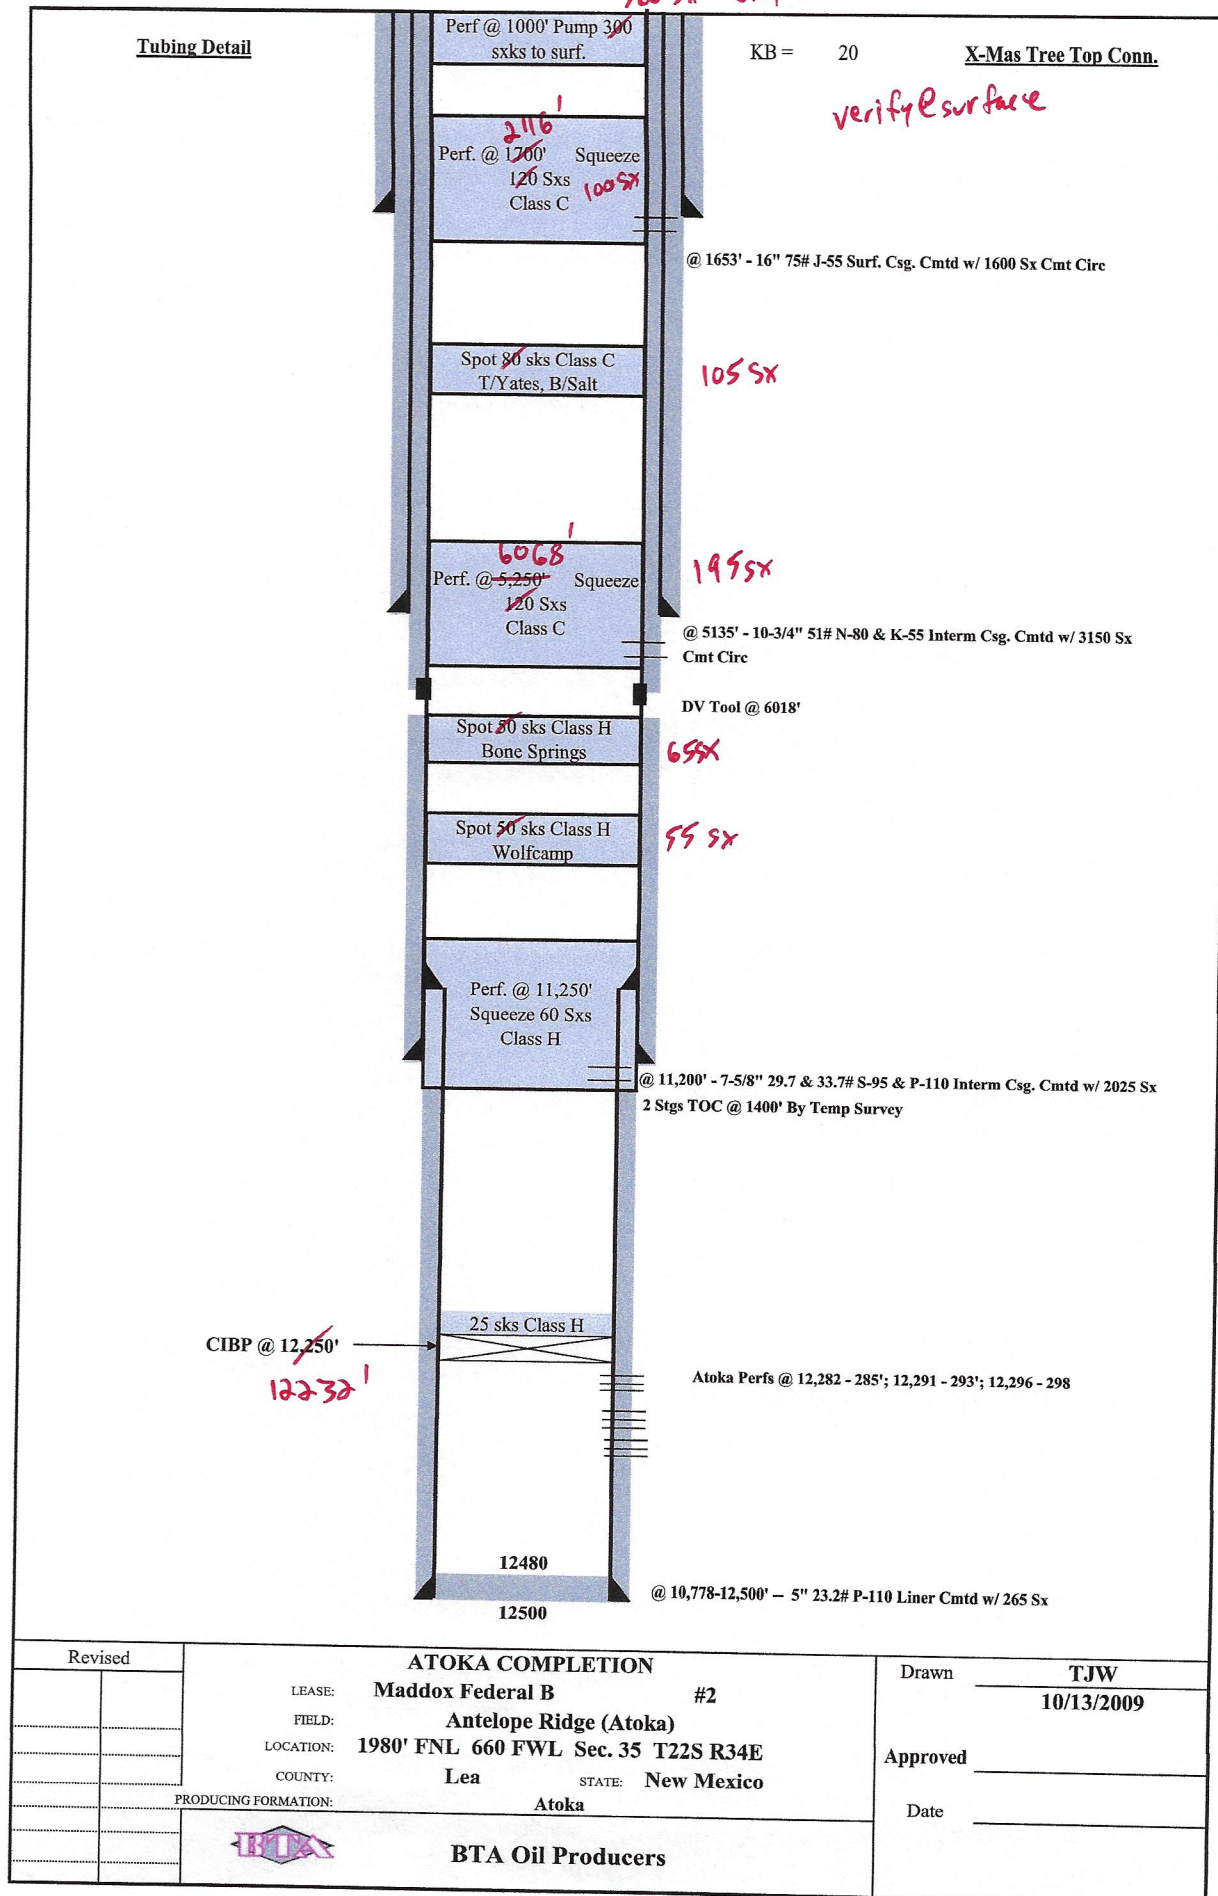 Tubing Detail
Perf @ 1000' Pump 300
sxks to surf.
KB = 20
X-Mas Tree Top Conn.
verify @ surface
2116'
Perf. @ 1700' Squeeze
120 Sxs 100 sx
Class C
@ 1653' - 16" 75# J-55 Surf. Csg. Cmtd w/ 1600 Sx Cmt Circ
Spot 80 sks Class C
T/Yates, B/Salt
105 sx
6068'
Perf. @ 5,250' Squeeze
195 sx
120 Sxs
Class C
@ 5135' - 10-3/4" 51# N-80 & K-55 Interm Csg. Cmtd w/ 3150 Sx
Cmt Circ
DV Tool @ 6018'
Spot 50 sks Class H
Bone Springs
65sx
Spot 50 sks Class H
Wolfcamp
55 sx
Perf. @ 11,250'
Squeeze 60 Sxs
Class H
@ 11,200' - 7-5/8" 29.7 & 33.7# S-95 & P-110 Interm Csg. Cmtd w/ 2025 Sx
2 Stgs TOC @ 1400' By Temp Survey
25 sks Class H
CIBP @ 12,250'
12232'
Atoka Perfs @ 12,282 - 285'; 12,291 - 293'; 12,296 - 298
12480
@ 10,778-12,500' -- 5" 23.2# P-110 Liner Cmtd w/ 265 Sx
12500
Revised
ATOKA COMPLETION
LEASE: Maddox Federal B #2
FIELD: Antelope Ridge (Atoka)
LOCATION: 1980' FNL 660 FWL Sec. 35 T22S R34E
COUNTY: Lea STATE: New Mexico
PRODUCING FORMATION: Atoka
BTA
BTA Oil Producers
Drawn TJW
10/13/2009
Approved
Date